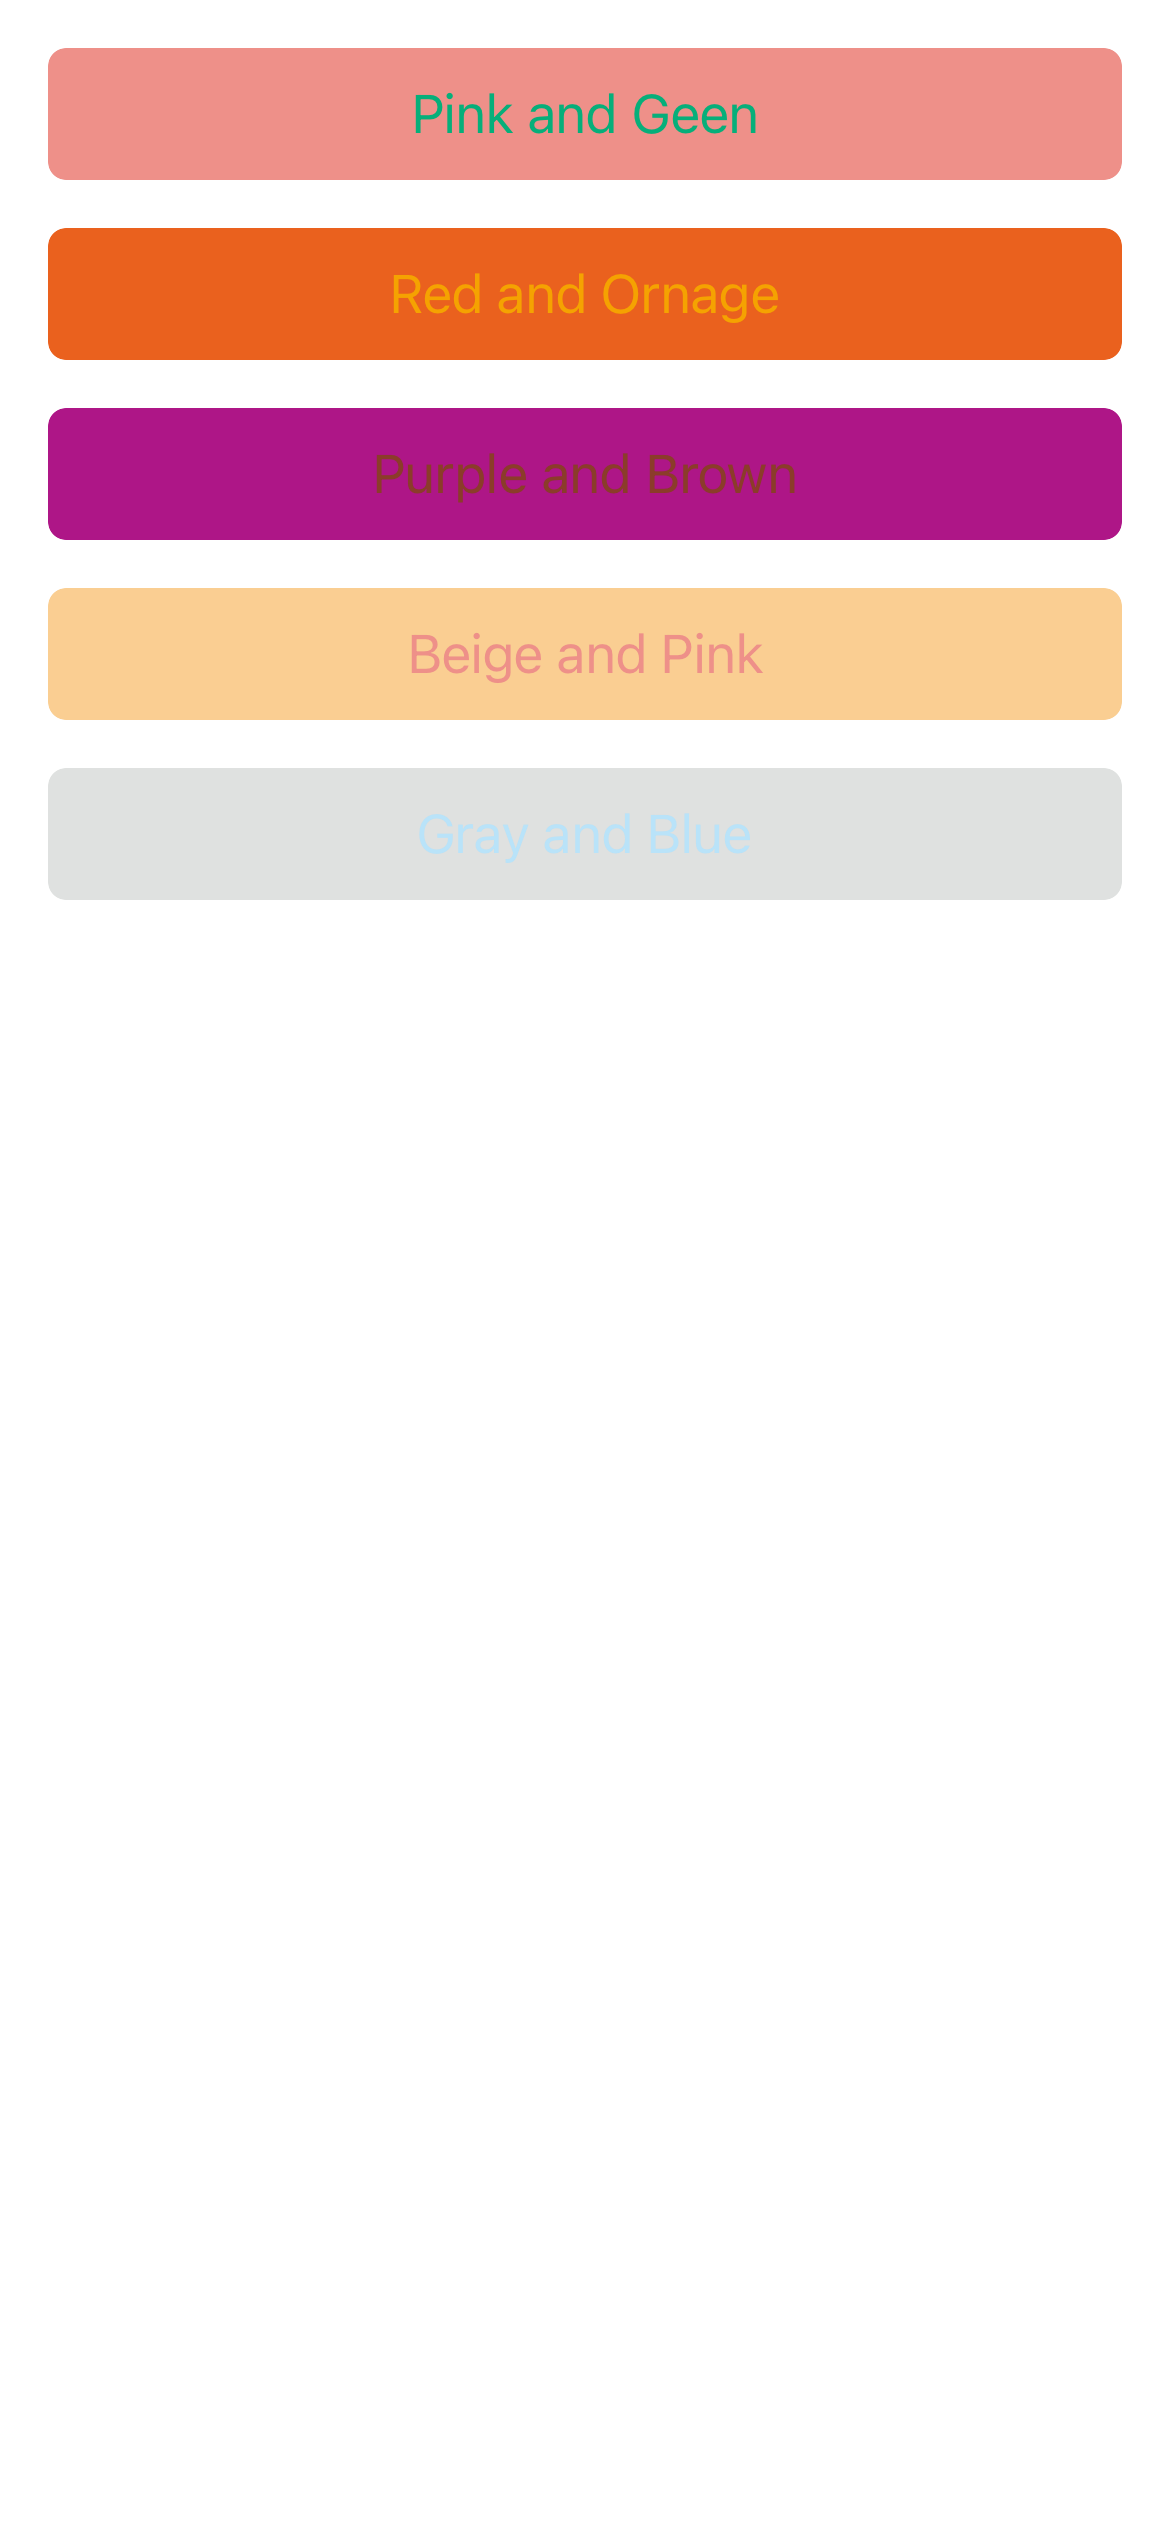 Pink and Geen
Red and Ornage
Purple and Brown
Beige and Pink
Gray and Blue